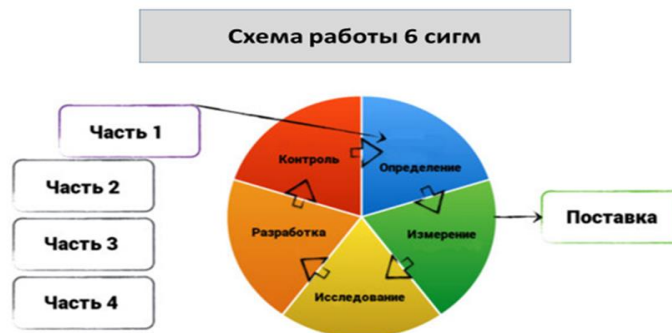 Схема работы 6 сигм
Часть 1
Часть 2
Часть 3
Часть 4
Контроль
Определение
Разработка
Измерение
Исследование
Поставка